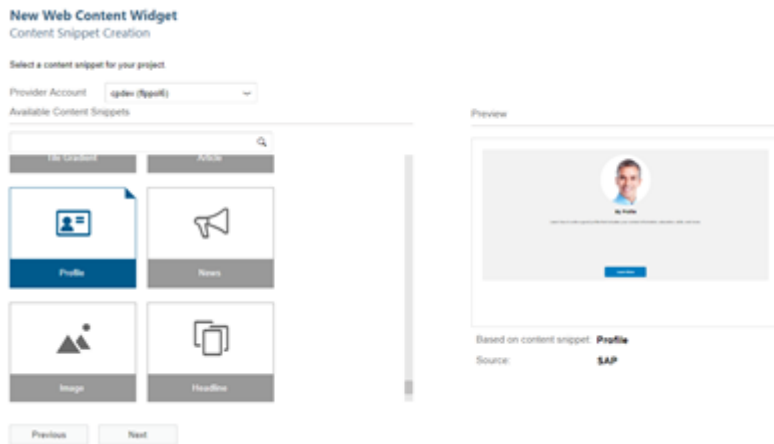 New Web Content Widget
Content Snippet Creation
Select a content snippet for your project
Provider Account
Available Content Snippets
Tile Gradient
Article
Profile
News
Image
Headline
Previous
Next
Preview
My Profile
Based on content snippet: Profile
Source: SAP